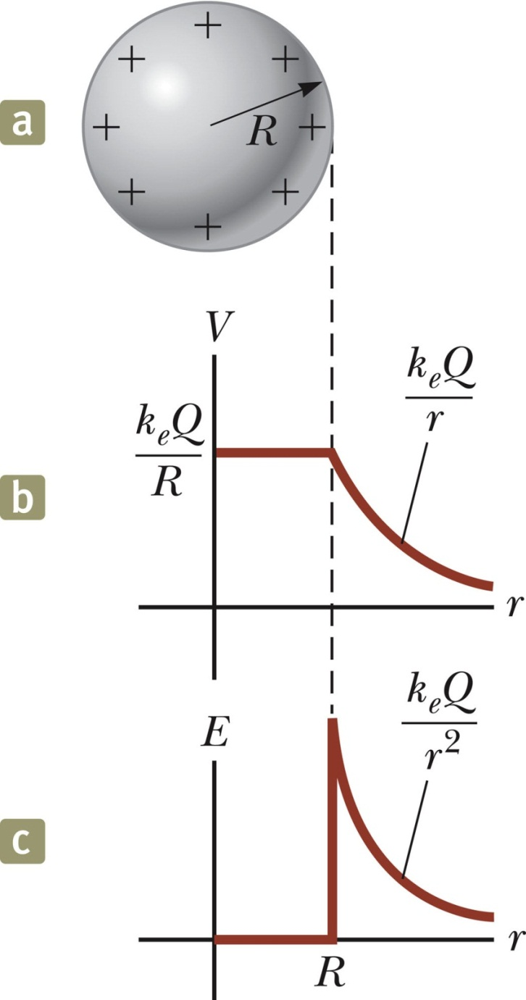 +
+ +
a
+ R +
+ +
+
V
k_eQ/r
k_eQ/R
b
r
k_eQ/r²
E
c
r
R